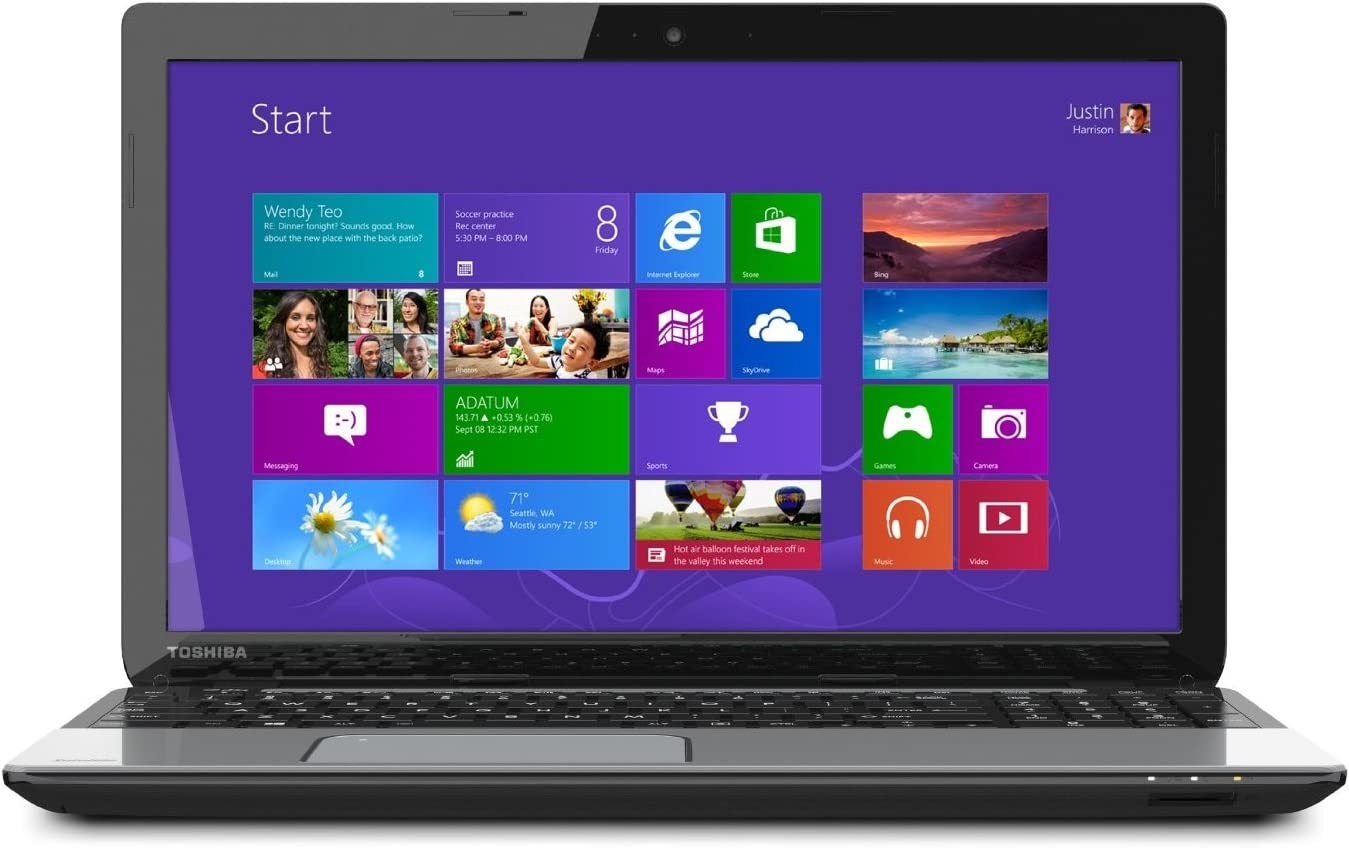 Start
Justin
Harrison
Wendy Teo
RE: Dinner tonight? Sounds good. How
about the new place with the back patio?
Mail
8
Soccer practice
Rec center
5:30 PM – 8:00 PM
8
Friday
Internet Explorer
Store
Bing
Photos
Maps
SkyDrive
:-)
Messaging
ADATUM
143.71 ▲ +0.53 % (+0.76)
Sept 08 12:32 PM PST
Sports
Games
Camera
Desktop
71°
Seattle, WA
Mostly sunny 72° / 53°
Weather
Hot air balloon festival takes off in
the valley this weekend
Music
Video
TOSHIBA